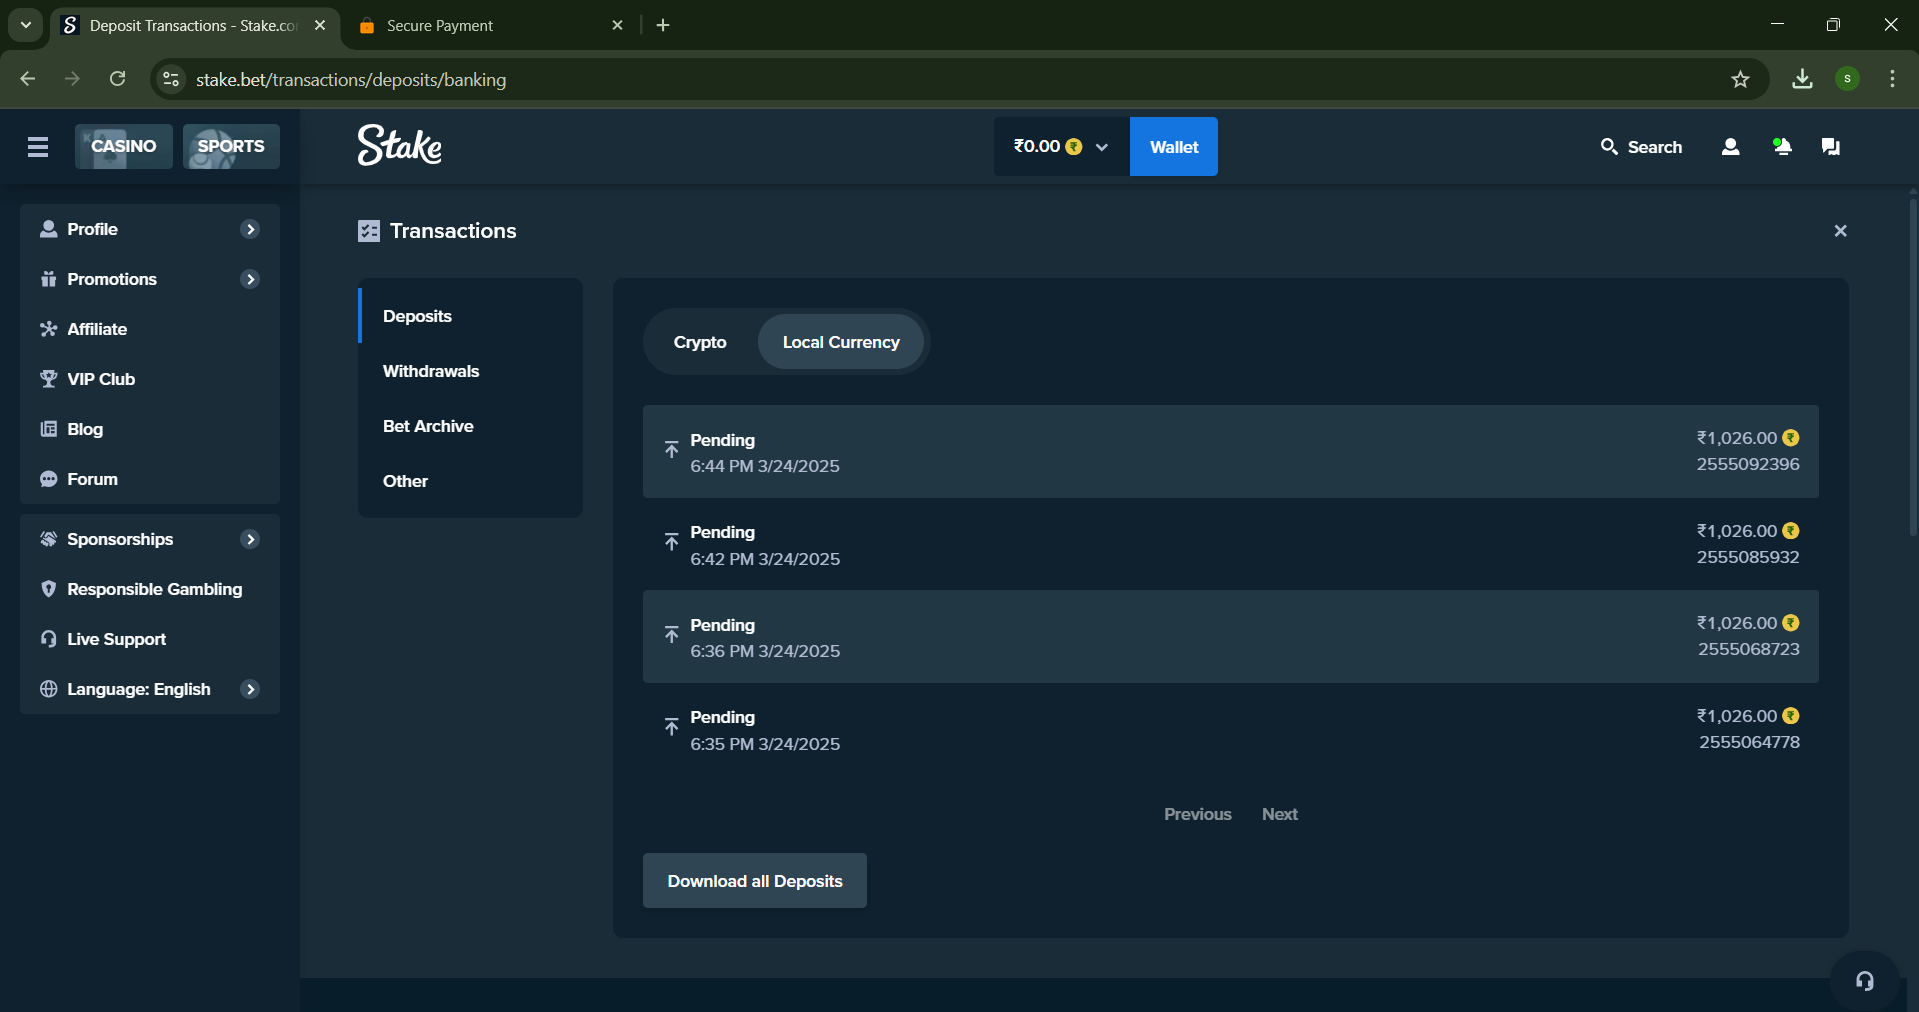 Deposit Transactions - Stake.co
Secure Payment
stake.bet/transactions/deposits/banking
S
CASINO
SPORTS
Stake
₹0.00
Wallet
Search
Profile
Promotions
Affiliate
VIP Club
Blog
Forum
Sponsorships
Responsible Gambling
Live Support
Language: English
Transactions
Deposits
Withdrawals
Bet Archive
Other
Crypto
Local Currency
Pending
₹1,026.00
6:44 PM 3/24/2025
2555092396
Pending
₹1,026.00
6:42 PM 3/24/2025
2555085932
Pending
₹1,026.00
6:36 PM 3/24/2025
2555068723
Pending
₹1,026.00
6:35 PM 3/24/2025
2555064778
Previous
Next
Download all Deposits